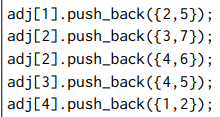 adj[1].push_back({2,5});
adj[2].push_back({3,7});
adj[2].push_back({4,6});
adj[3].push_back({4,5});
adj[4].push_back({1,2});